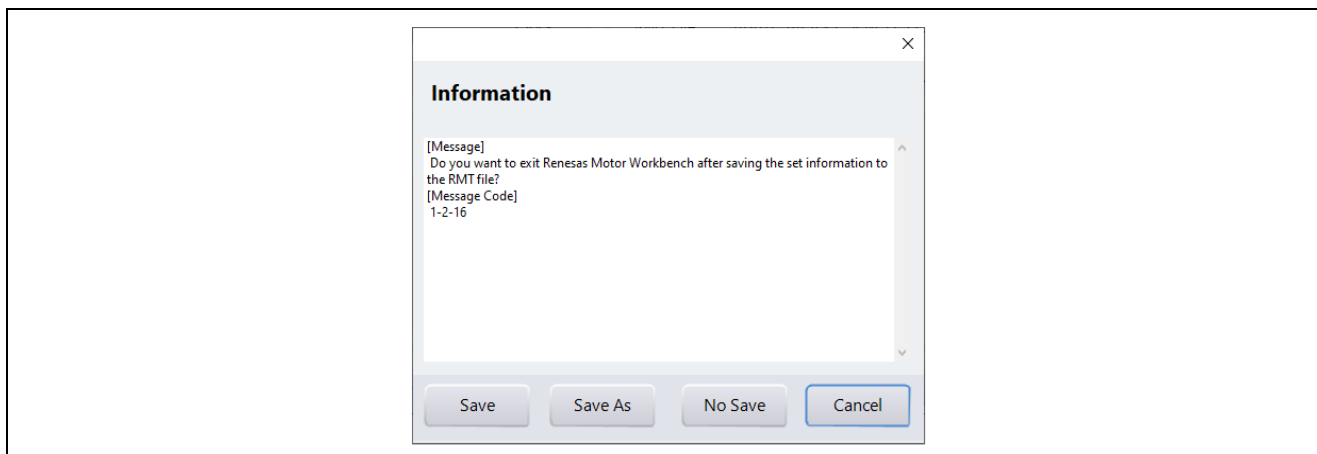 Information
[Message]
Do you want to exit Renesas Motor Workbench after saving the set information to
the RMT file?
[Message Code]
1-2-16
Save
Save As
No Save
Cancel